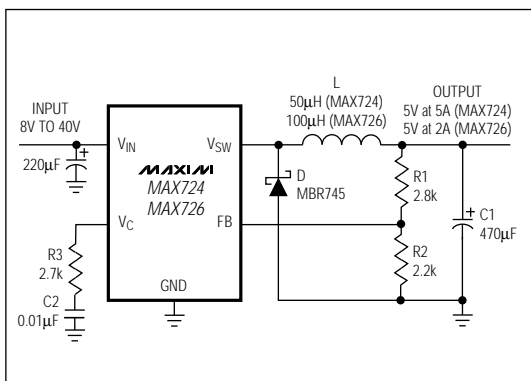 INPUT
8V TO 40V
220μF
VIN
VSW
MAXIM
MAX724
MAX726
VC
FB
GND
R3
2.7k
C2
0.01μF
L
50μH (MAX724)
100μH (MAX726)
D
MBR745
OUTPUT
5V at 5A (MAX724)
5V at 2A (MAX726)
R1
2.8k
R2
2.2k
C1
470μF